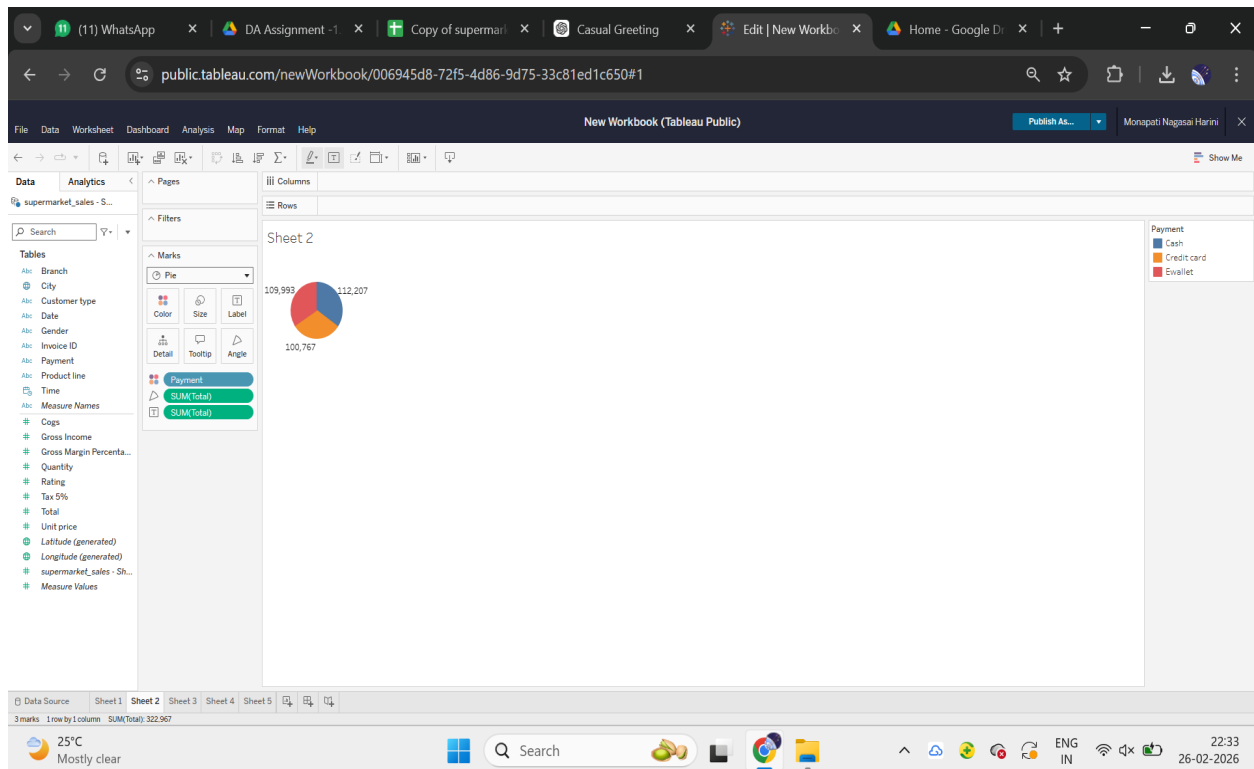 11 (11) WhatsApp
DA Assignment -1.
Copy of supermark
Casual Greeting
Edit | New Workbo
Home - Google Dr
public.tableau.com/newWorkbook/006945d8-72f5-4d86-9d75-33c81ed1c650#1
File Data Worksheet Dashboard Analysis Map Format Help
New Workbook (Tableau Public)
Publish As...
Monapati Nagasai Harini
Show Me
Data Analytics
supermarket_sales - S...
Search
Tables
Abc Branch
City
Abc Customer type
Abc Date
Abc Gender
Abc Invoice ID
Abc Payment
Abc Product line
Time
Abc Measure Names
# Cogs
# Gross Income
# Gross Margin Percenta...
# Quantity
# Rating
# Tax 5%
# Total
# Unit price
Latitude (generated)
Longitude (generated)
# supermarket_sales - Sh...
# Measure Values
Pages
Filters
Marks
Pie
Color Size Label
Detail Tooltip Angle
Payment
SUM(Total)
SUM(Total)
Columns
Rows
Sheet 2
109,993
112,207
100,767
Payment
Cash
Credit card
Ewallet
Data Source Sheet 1 Sheet 2 Sheet 3 Sheet 4 Sheet 5
3 marks 1 row by 1 column SUM(Total): 322,967
25°C
Mostly clear
Search
ENG
IN
22:33
26-02-2026